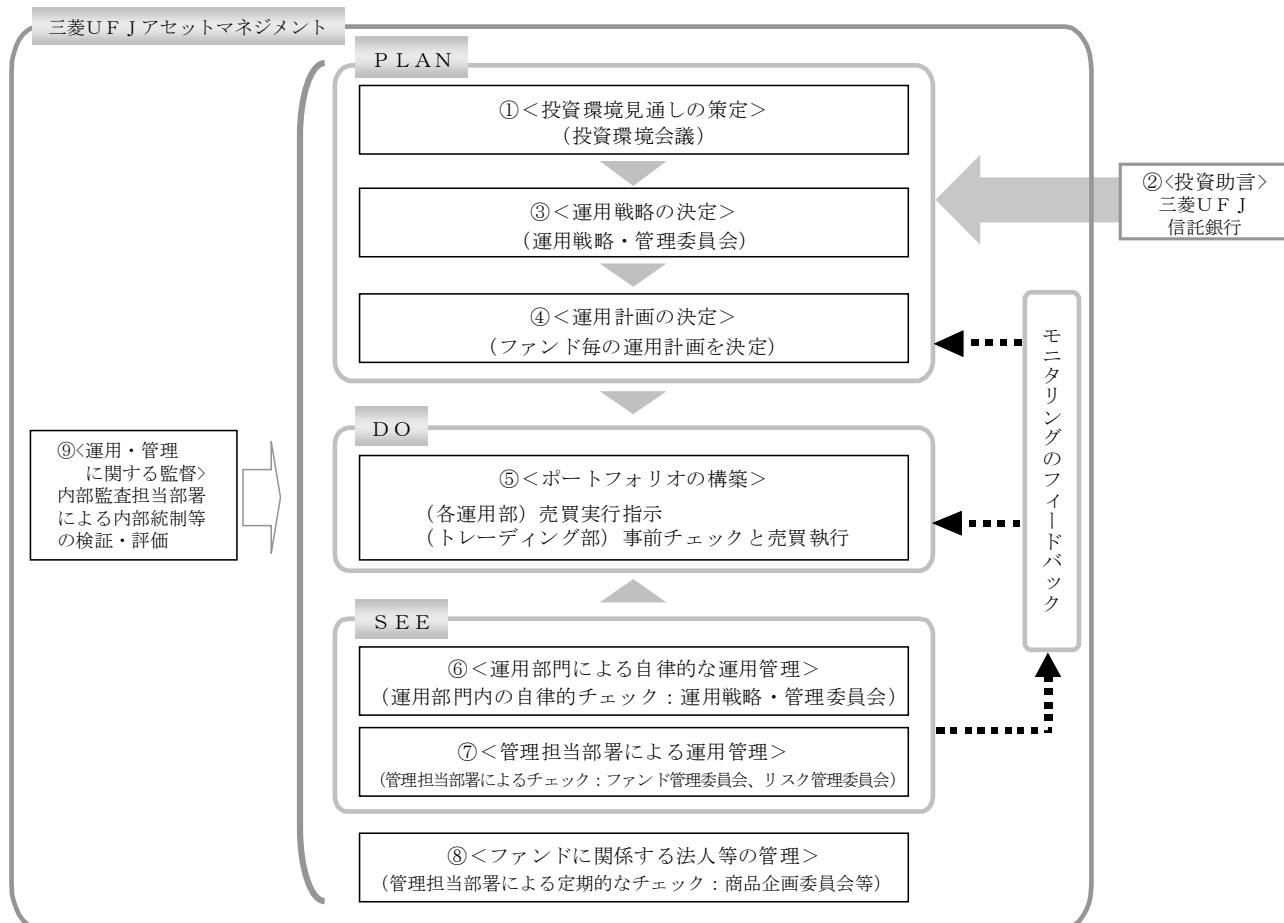 三菱ＵＦＪアセットマネジメント
ＰＬＡＮ
①＜投資環境見通しの策定＞
（投資環境会議）
②<投資助言>
三菱ＵＦＪ
信託銀行
③＜運用戦略の決定＞
（運用戦略・管理委員会）
④＜運用計画の決定＞
（ファンド毎の運用計画を決定）
モニタリングのフィードバック
ＤＯ
⑤＜ポートフォリオの構築＞
（各運用部）売買実行指示
（トレーディング部）事前チェックと売買執行
⑨<運用・管理
に関する監督>
内部監査担当部署
による内部統制等
の検証・評価
ＳＥＥ
⑥＜運用部門による自律的な運用管理＞
（運用部門内の自律的チェック：運用戦略・管理委員会）
⑦＜管理担当部署による運用管理＞
（管理担当部署によるチェック：ファンド管理委員会、リスク管理委員会）
⑧＜ファンドに関係する法人等の管理＞
（管理担当部署による定期的なチェック：商品企画委員会等）